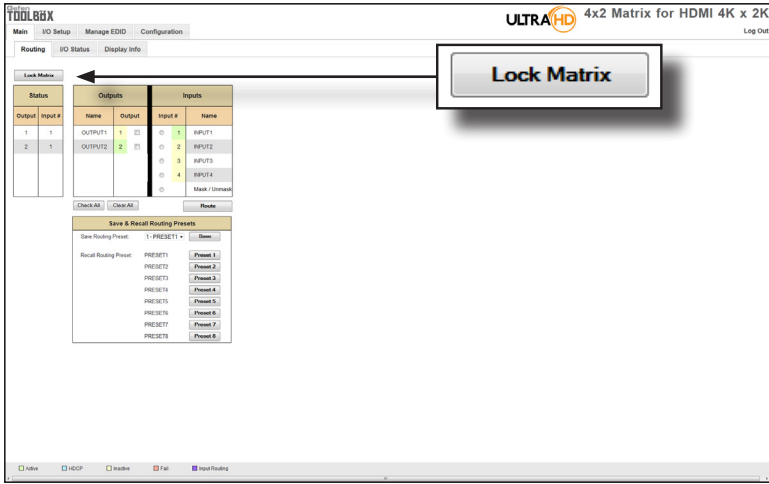 Gefen
TOOLBOX
ULTRA HD 4x2 Matrix for HDMI 4K x 2K
Main I/O Setup Manage EDID Configuration
Log Out
Routing I/O Status Display Info
Lock Matrix
Lock Matrix
Status Outputs Inputs
Output Input # Name Output Input # Name
1 1 OUTPUT1 1 1 INPUT1
2 1 OUTPUT2 2 2 INPUT2
3 INPUT3
4 INPUT4
Mask / Unmask
Check All Clear All Route
Save & Recall Routing Presets
Save Routing Preset: 1 - PRESET1 Save
Recall Routing Preset: PRESET1 Preset 1
PRESET2 Preset 2
PRESET3 Preset 3
PRESET4 Preset 4
PRESET5 Preset 5
PRESET6 Preset 6
PRESET7 Preset 7
PRESET8 Preset 8
Active HDCP Inactive Fail Input Routing